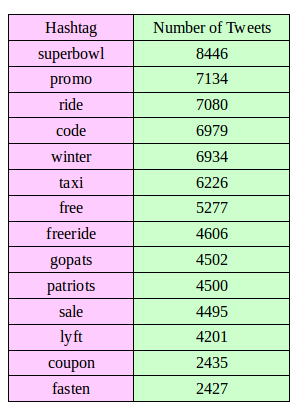 Hashtag Number of Tweets
superbowl 8446
promo 7134
ride 7080
code 6979
winter 6934
taxi 6226
free 5277
freeride 4606
gopats 4502
patriots 4500
sale 4495
lyft 4201
coupon 2435
fasten 2427